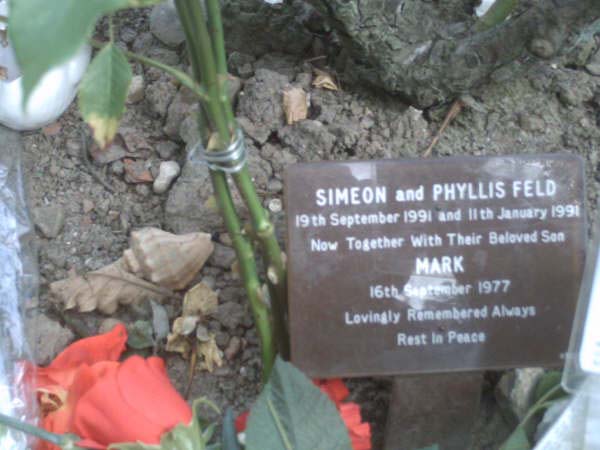 SIMEON and PHYLLIS FELD
19th September 1991 and 11th January 1991
Now Together With Their Beloved Son
MARK
16th September 1977
Lovingly Remembered Always
Rest In Peace